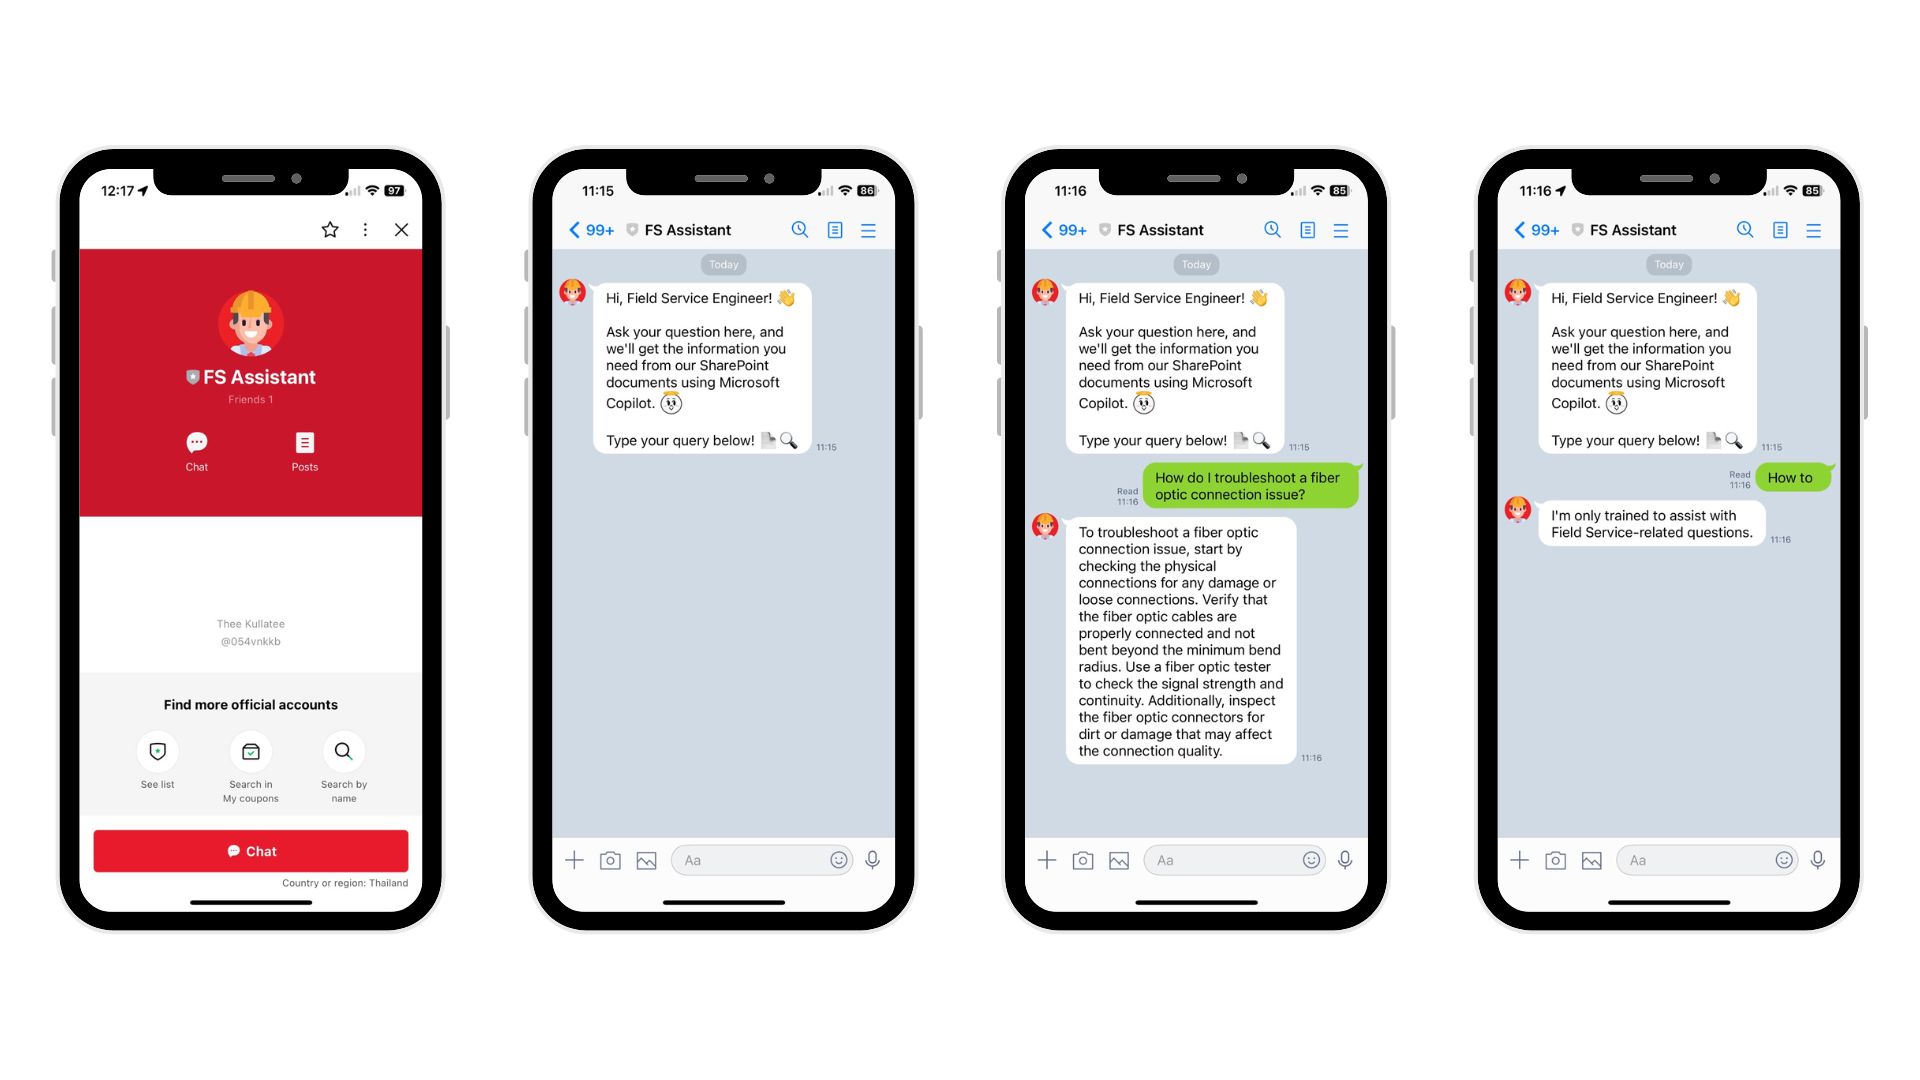 12:17
97
FS Assistant
Friends 1
Chat
Posts
Thee Kullatee
@054vnkkb
Find more official accounts
See list
Search in
My coupons
Search by
name
Chat
Country or region: Thailand
11:15
86
99+
FS Assistant
Today
Hi, Field Service Engineer! 👋
Ask your question here, and
we'll get the information you
need from our SharePoint
documents using Microsoft
Copilot.
Type your query below!
11:15
Aa
11:16
85
99+
FS Assistant
Today
Hi, Field Service Engineer! 👋
Ask your question here, and
we'll get the information you
need from our SharePoint
documents using Microsoft
Copilot.
Type your query below!
11:15
How do I troubleshoot a fiber
optic connection issue?
Read
11:16
To troubleshoot a fiber optic
connection issue, start by
checking the physical
connections for any damage or
loose connections. Verify that
the fiber optic cables are
properly connected and not
bent beyond the minimum bend
radius. Use a fiber optic tester
to check the signal strength and
continuity. Additionally, inspect
the fiber optic connectors for
dirt or damage that may affect
the connection quality.
11:16
Aa
11:16
85
99+
FS Assistant
Today
Hi, Field Service Engineer! 👋
Ask your question here, and
we'll get the information you
need from our SharePoint
documents using Microsoft
Copilot.
Type your query below!
11:15
How to
Read
11:16
I'm only trained to assist with
Field Service-related questions.
11:16
Aa